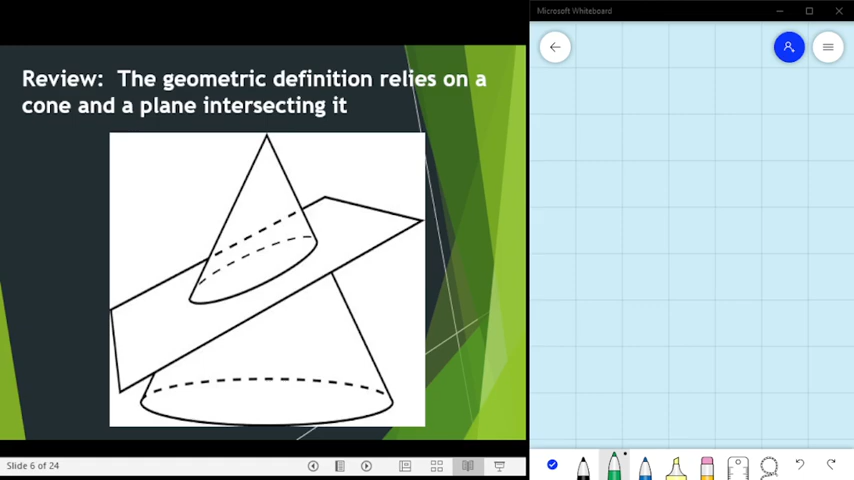 Microsoft Whiteboard
Review: The geometric definition relies on a
cone and a plane intersecting it
Slide 6 of 24